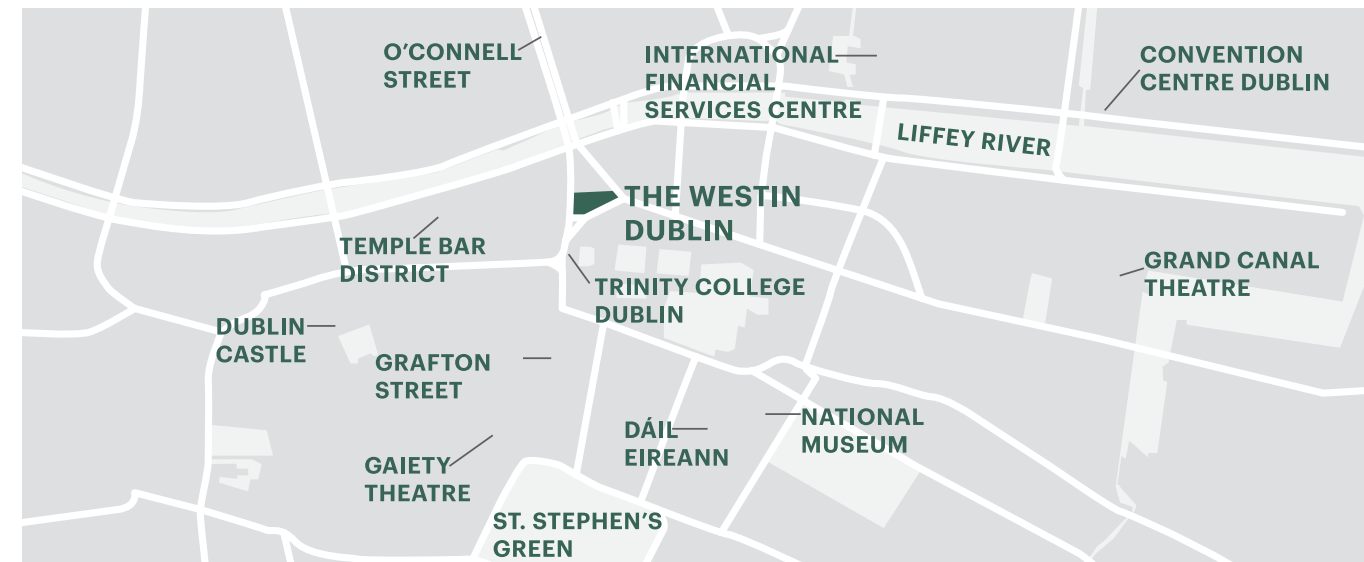 O'CONNELL
STREET
INTERNATIONAL
FINANCIAL
SERVICES CENTRE
CONVENTION
CENTRE DUBLIN
LIFFEY RIVER
THE WESTIN
DUBLIN
TEMPLE BAR
DISTRICT
TRINITY COLLEGE
DUBLIN
GRAND CANAL
THEATRE
DUBLIN
CASTLE
GRAFTON
STREET
DÁIL
EIREANN
NATIONAL
MUSEUM
GAIETY
THEATRE
ST. STEPHEN'S
GREEN